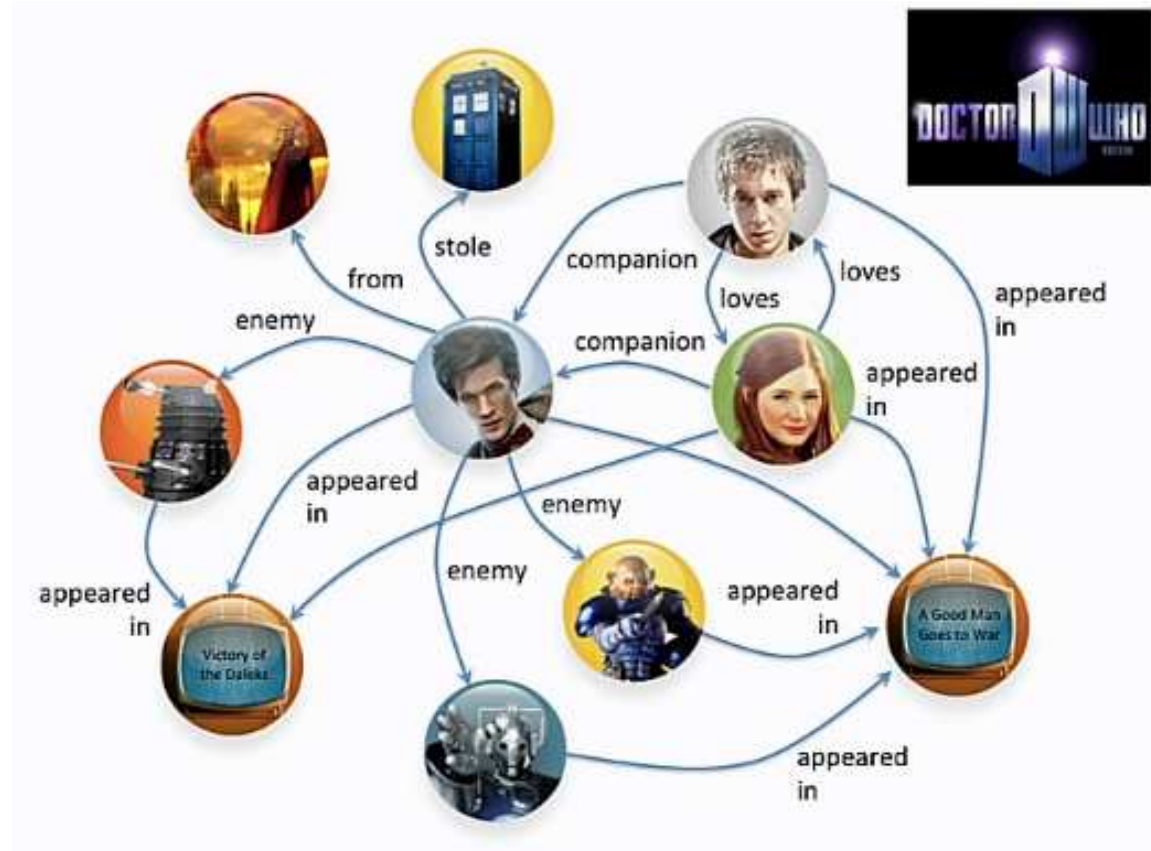 DOCTOR DW WHO
stole
companion
loves
from
loves
appeared
in
enemy
companion
appeared
in
appeared
in
enemy
enemy
appeared
in
appeared
in
A Good Man
Goes to War
Victory of
the Daleks
appeared
in